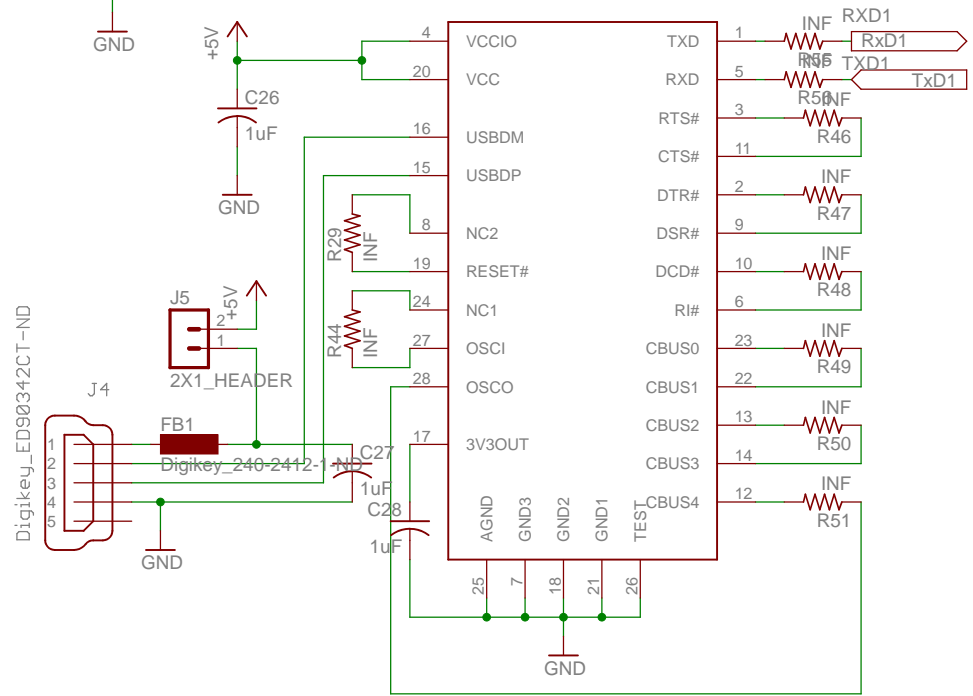 GND
+5V
C26
1uF
GND
4 VCCIO
20 VCC
16 USBDM
15 USBDP
8 NC2
19 RESET#
24 NC1
27 OSCI
28 OSCO
17 3V3OUT
R29
INF
R44
INF
TXD 1
RXD 5
RTS# 3
CTS# 11
DTR# 2
DSR# 9
DCD# 10
RI# 6
CBUS0 23
CBUS1 22
CBUS2 13
CBUS3 14
CBUS4 12
INF
RXD1
RxD1
R55
INF
TXD1
TxD1
R56
INF
R46
INF
R47
INF
R48
INF
R49
INF
R50
INF
R51
J5
+5V
2
1
2X1_HEADER
J4
Digikey_ED90342CT-ND
1
2
3
4
5
FB1
Digikey_240-2412-1-ND
C27
1uF
C28
1uF
GND
AGND
GND3
GND2
GND1
TEST
25
7
18
21
26
GND